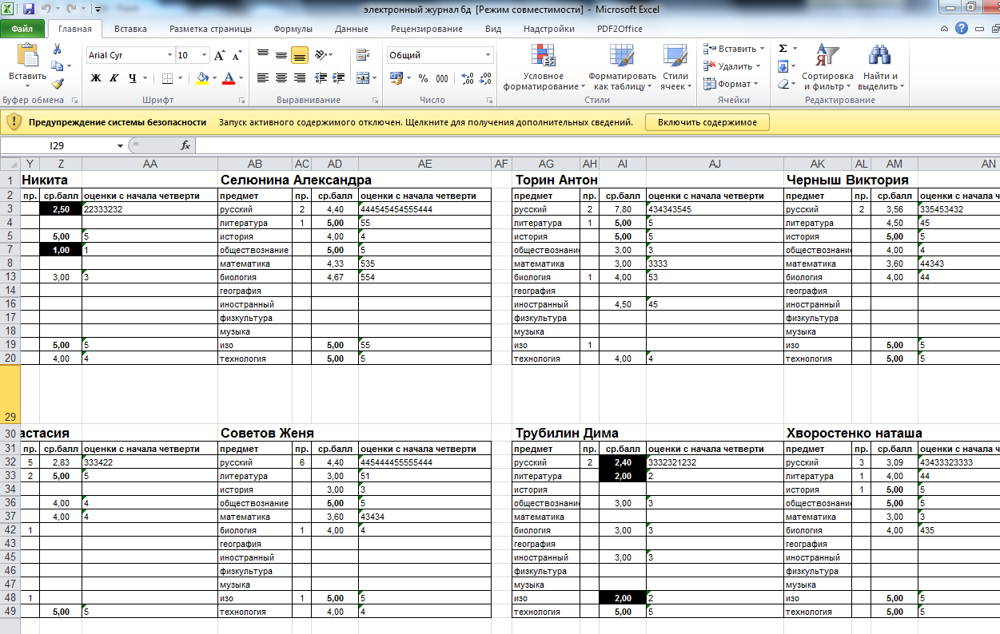 электронный журнал бд [Режим совместимости] - Microsoft Excel
Файл Главная Вставка Разметка страницы Формулы Данные Рецензирование Вид Надстройки PDF2Office
Arial Cyr 10 Общий
Вставить
Ж К Ч
% 000
Условное форматирование
Форматировать как таблицу
Стили ячеек
Вставить
Удалить
Формат
Сортировка и фильтр
Найти и выделить
Буфер обмена Шрифт Выравнивание Число Стили Ячейки Редактирование
Предупреждение системы безопасности Запуск активного содержимого отключен. Щелкните для получения дополнительных сведений. Включить содержимое
I29 fx
Y Z AA AB AC AD AE AF AG AH AI AJ AK AL AM AN
1 Никита Селюнина Александра Торин Антон Черныш Виктория
2 пр. ср.балл оценки с начала четверти предмет пр. ср.балл оценки с начала четверти предмет пр. ср.балл оценки с начала четверти предмет пр. ср.балл оценки с начала ч
3 2,50 22333232 русский 2 4,40 444545454555444 русский 2 7,80 434343545 русский 2 3,56 335453432
4 литература 1 5,00 55 литература 1 5,00 5 литература 4,50 45
5 5,00 5 история 4,00 4 история 5,00 5 история 5,00 5
7 1,00 1 обществознание 5,00 5 обществознани 3,00 3 обществознани 4,00 4
8 математика 4,33 535 математика 3,00 3333 математика 3,60 44343
13 3,00 3 биология 4,67 554 биология 1 4,00 53 биология 4,00 44
14 география география география
16 иностранный иностранный 4,50 45 иностранный
17 физкультура физкультура физкультура
18 музыка музыка музыка
19 5,00 5 изо 5,00 55 изо 1 изо 5,00 5
20 4,00 4 технология 5,00 5 технология 4,00 4 технология 5,00 5
29
30 астасия Советов Женя Трубилин Дима Хворостенко наташа
31 пр. ср.балл оценки с начала четверти предмет пр. ср.балл оценки с начала четверти предмет пр. ср.балл оценки с начала четверти предмет пр. ср.балл оценки с начала ч
32 5 2,83 333422 русский 6 4,40 445444455555444 русский 2 2,40 3332321232 русский 3 3,09 43433323333
33 2 5,00 5 литература 3,00 51 литература 2,00 2 литература 1 4,00 44
34 история 3,00 3 история история 1 5,00 5
36 4,00 4 обществознание 5,00 5 обществознани 3,00 3 обществознани 5,00 5
37 4,00 4 математика 3,60 43434 математика математика 3,00 3
42 1 биология 1 4,00 4 биология 3,00 3 биология 4,00 435
43 география география география
45 иностранный иностранный 3,00 3 иностранный
46 физкультура физкультура физкультура
47 музыка музыка музыка
48 1 изо 1 5,00 5 изо 2,00 2 изо 5,00 5
49 5,00 5 технология 4,00 4 технология 5,00 5 технология 5,00 5